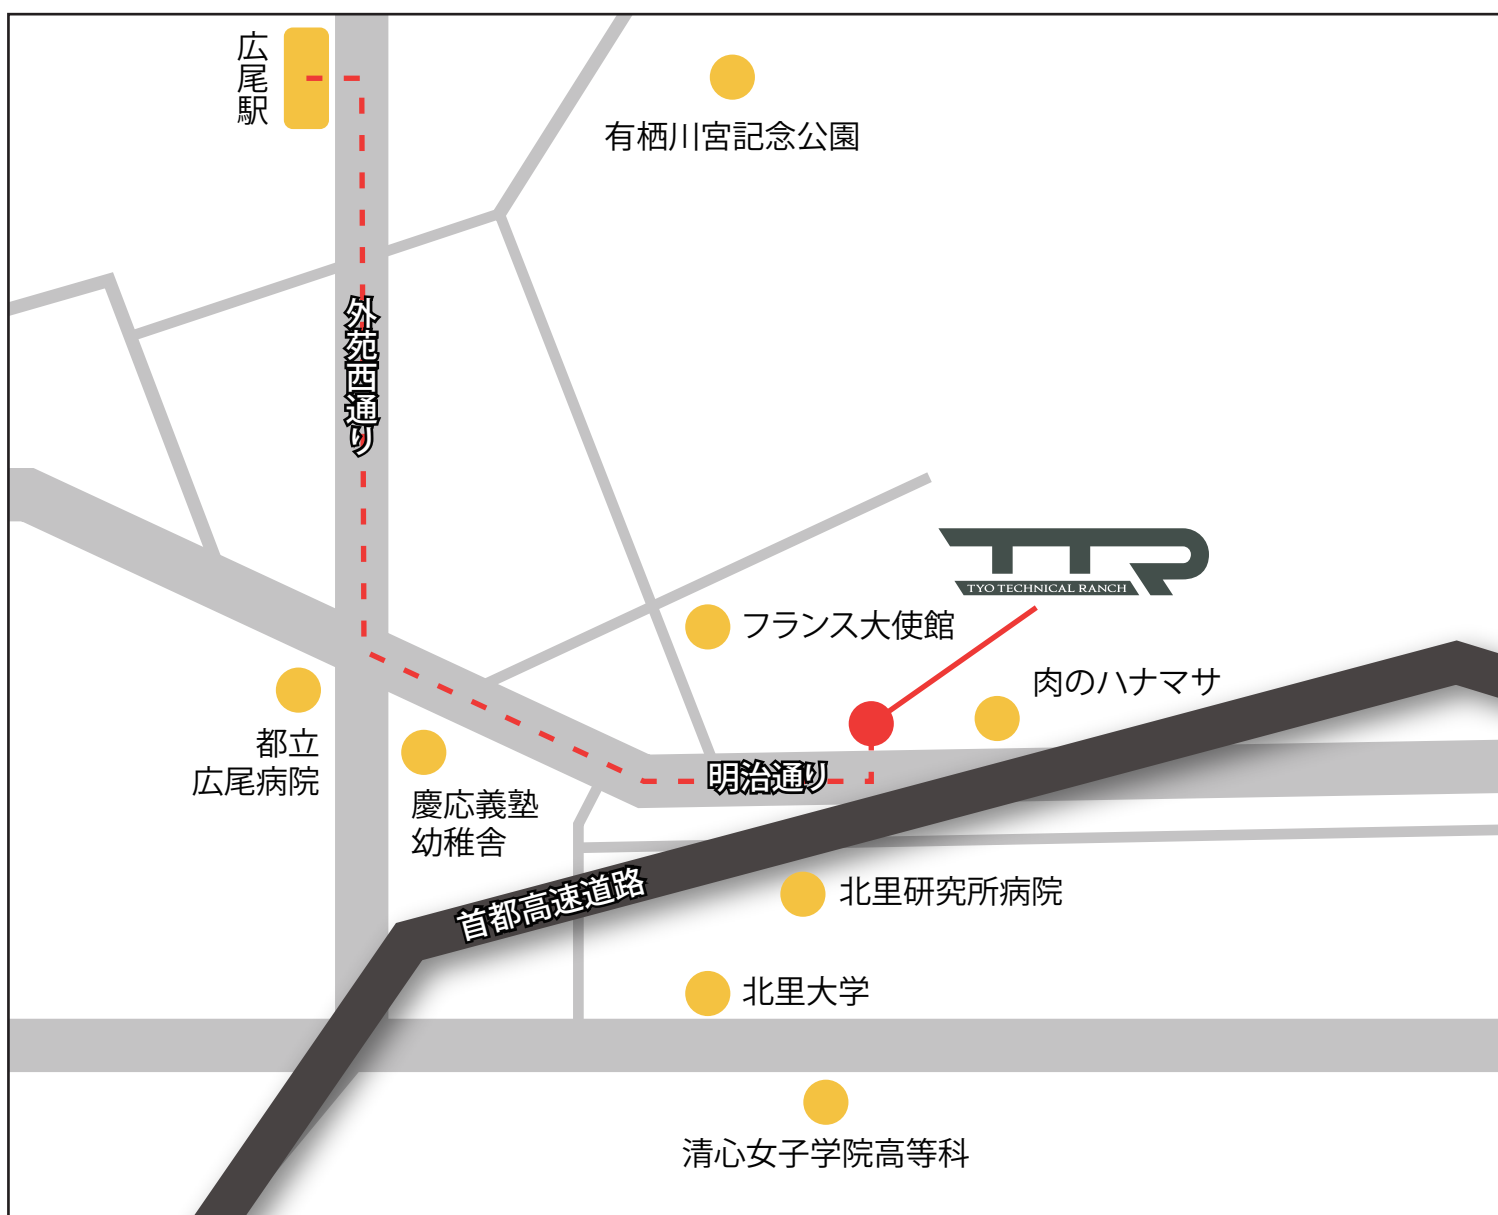 広尾駅
有栖川宮記念公園
外苑西通り
TTR
TYO TECHNICAL RANCH
フランス大使館
肉のハナマサ
都立
広尾病院
慶応義塾
幼稚舎
明治通り
首都高速道路
北里研究所病院
北里大学
清心女子学院高等科